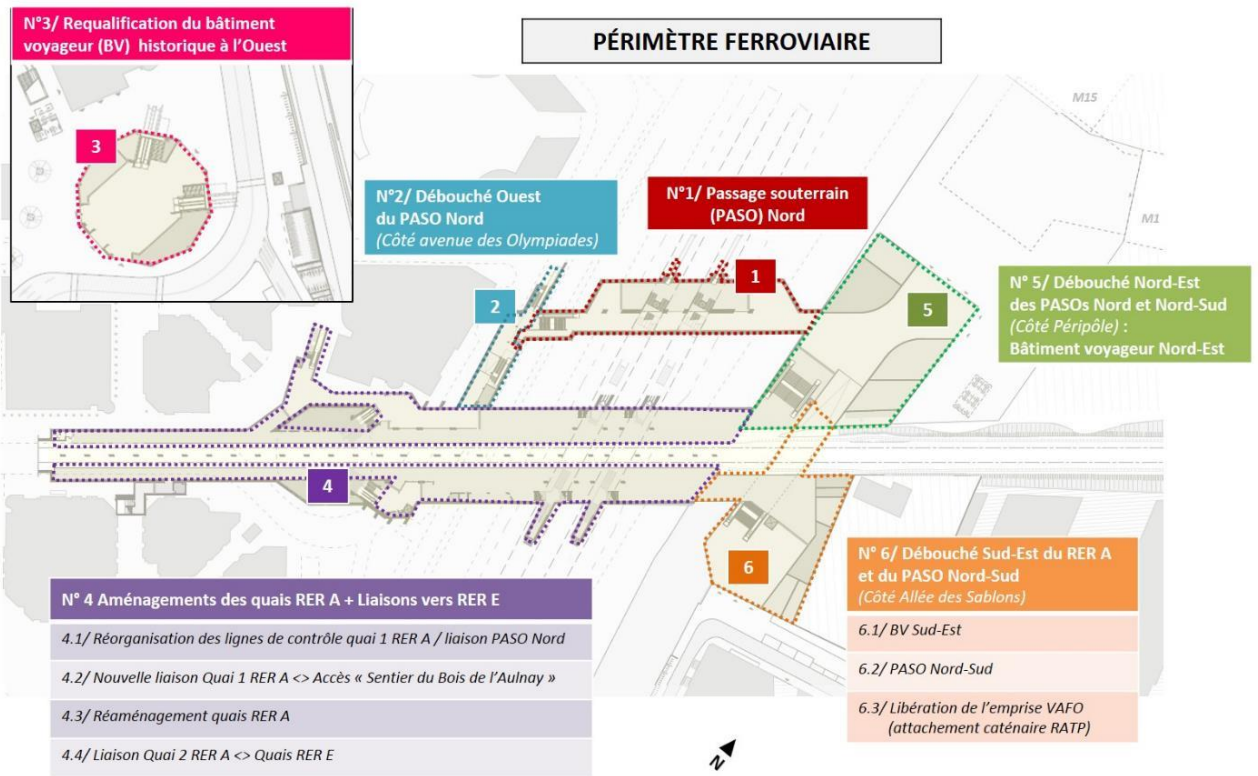 N°3/ Requalification du bâtiment
voyageur (BV) historique à l'Ouest
3
PÉRIMÈTRE FERROVIAIRE
M15
M1
N°2/ Débouché Ouest
du PASO Nord
(Côté avenue des Olympiades)
N°1/ Passage souterrain
(PASO) Nord
1
2
5
N° 5/ Débouché Nord-Est
des PASOs Nord et Nord-Sud
(Côté Péripôle) :
Bâtiment voyageur Nord-Est
4
6
N° 4 Aménagements des quais RER A + Liaisons vers RER E
4.1/ Réorganisation des lignes de contrôle quai 1 RER A / liaison PASO Nord
4.2/ Nouvelle liaison Quai 1 RER A <> Accès « Sentier du Bois de l'Aulnay »
4.3/ Réaménagement quais RER A
4.4/ Liaison Quai 2 RER A <> Quais RER E
N° 6/ Débouché Sud-Est du RER A
et du PASO Nord-Sud
(Côté Allée des Sablons)
6.1/ BV Sud-Est
6.2/ PASO Nord-Sud
6.3/ Libération de l'emprise VAFO
(attachement caténaire RATP)
N